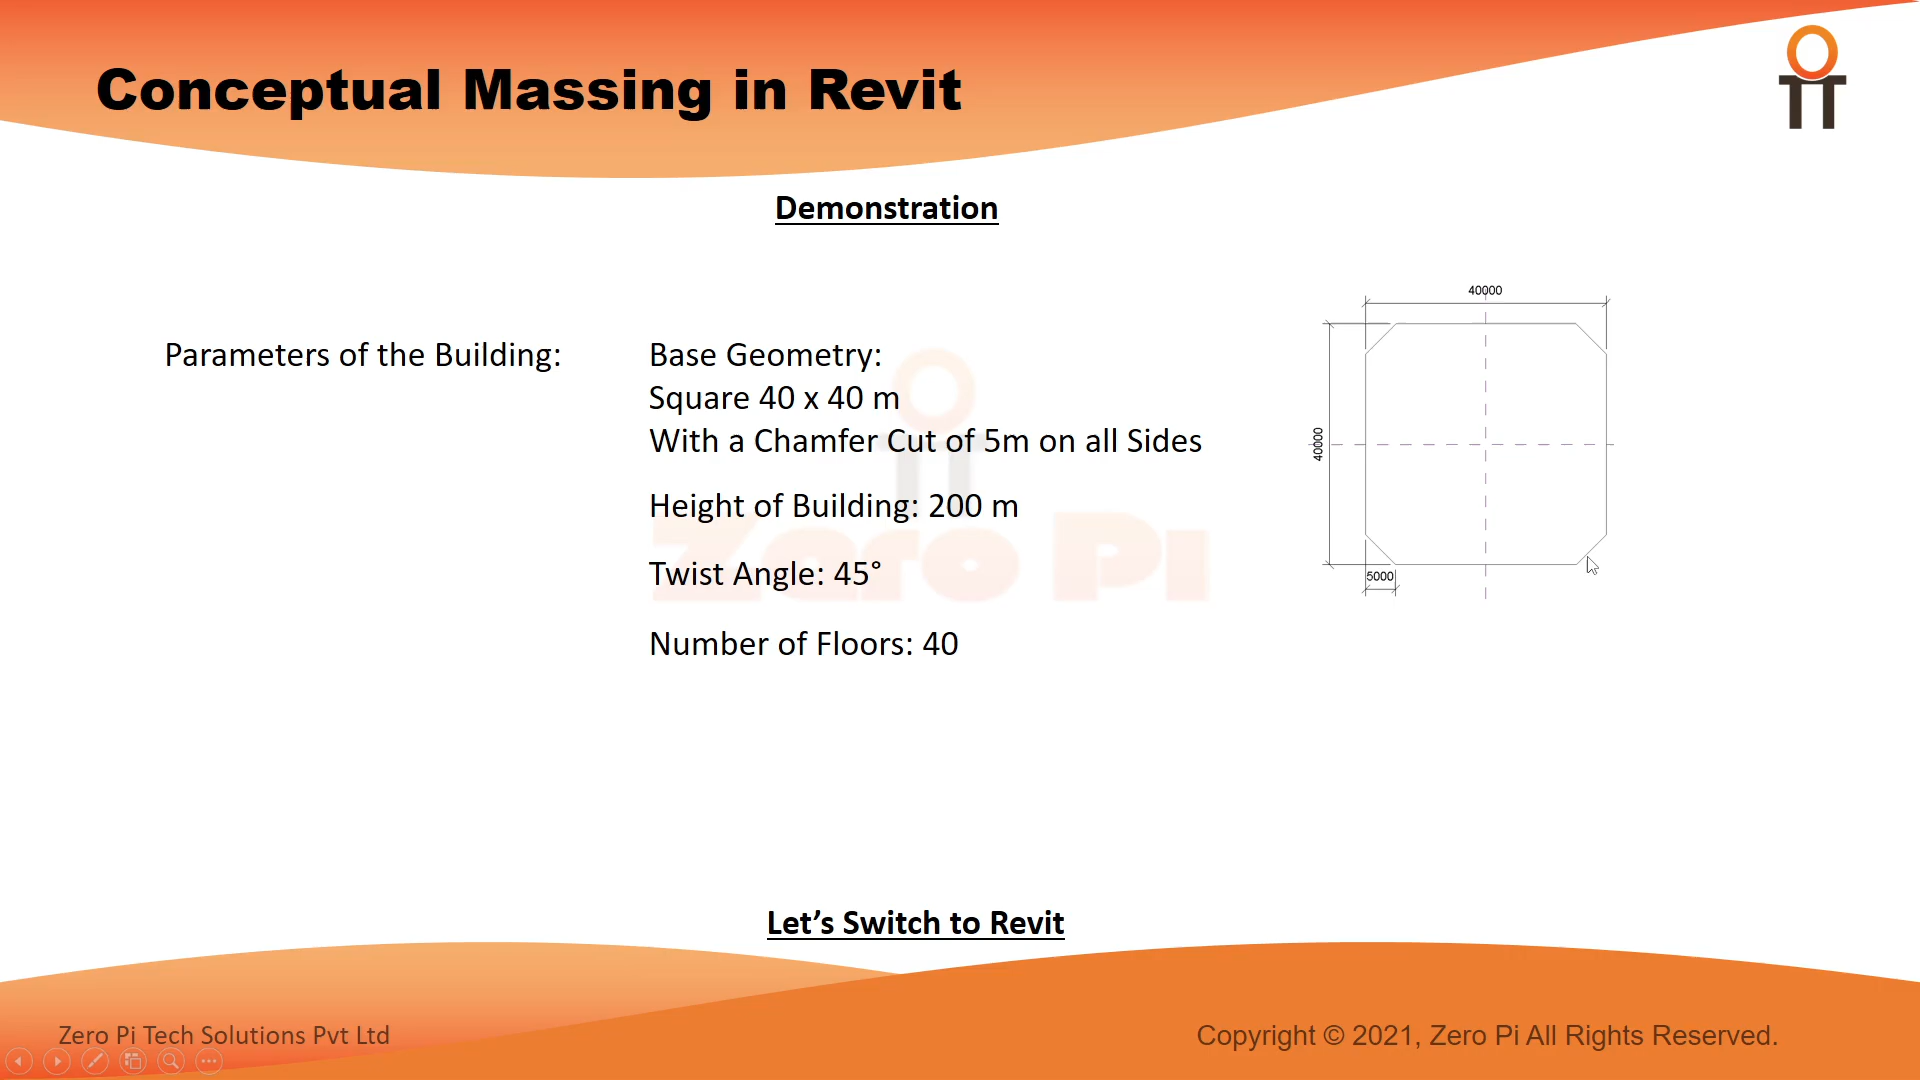 Conceptual Massing in Revit
Demonstration
Parameters of the Building:
Base Geometry:
Square 40 x 40 m
With a Chamfer Cut of 5m on all Sides
Height of Building: 200 m
Twist Angle: 45°
Number of Floors: 40
40000
40000
5000
Zero Pi
Let’s Switch to Revit
Zero Pi Tech Solutions Pvt Ltd
Copyright © 2021, Zero Pi All Rights Reserved.